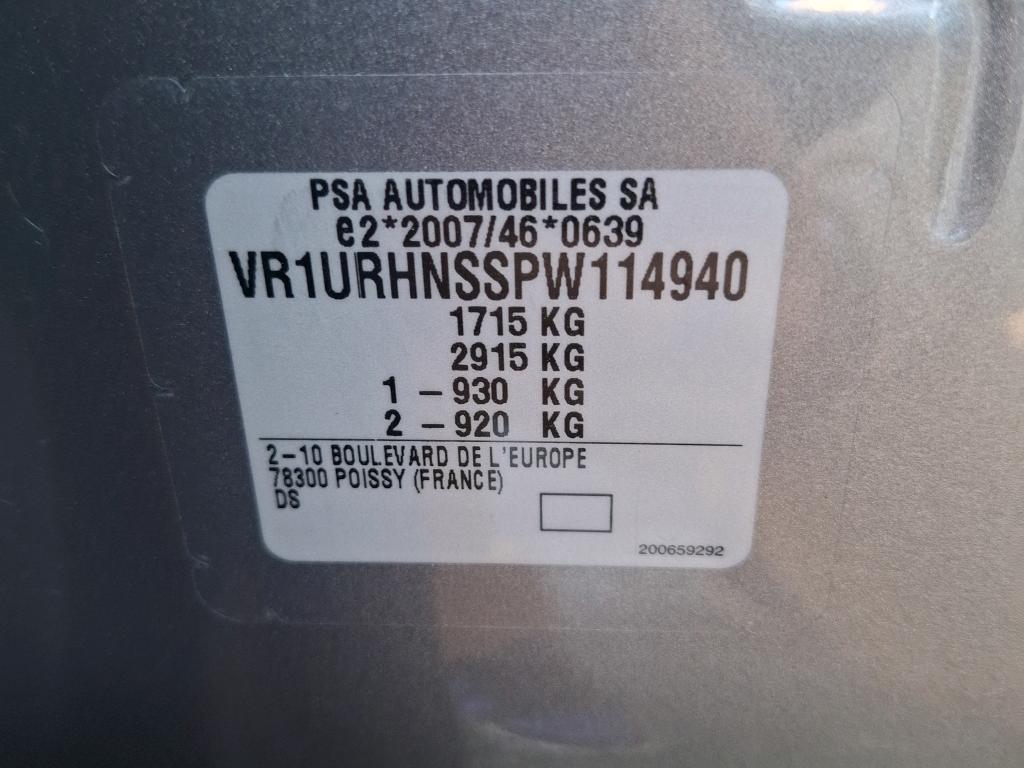 PSA AUTOMOBILES SA
e2*2007/46*0639
VR1URHNSSPW114940
1715 KG
2915 KG
1 - 930 KG
2 - 920 KG
2-10 BOULEVARD DE L'EUROPE
78300 POISSY (FRANCE)
DS
200659292